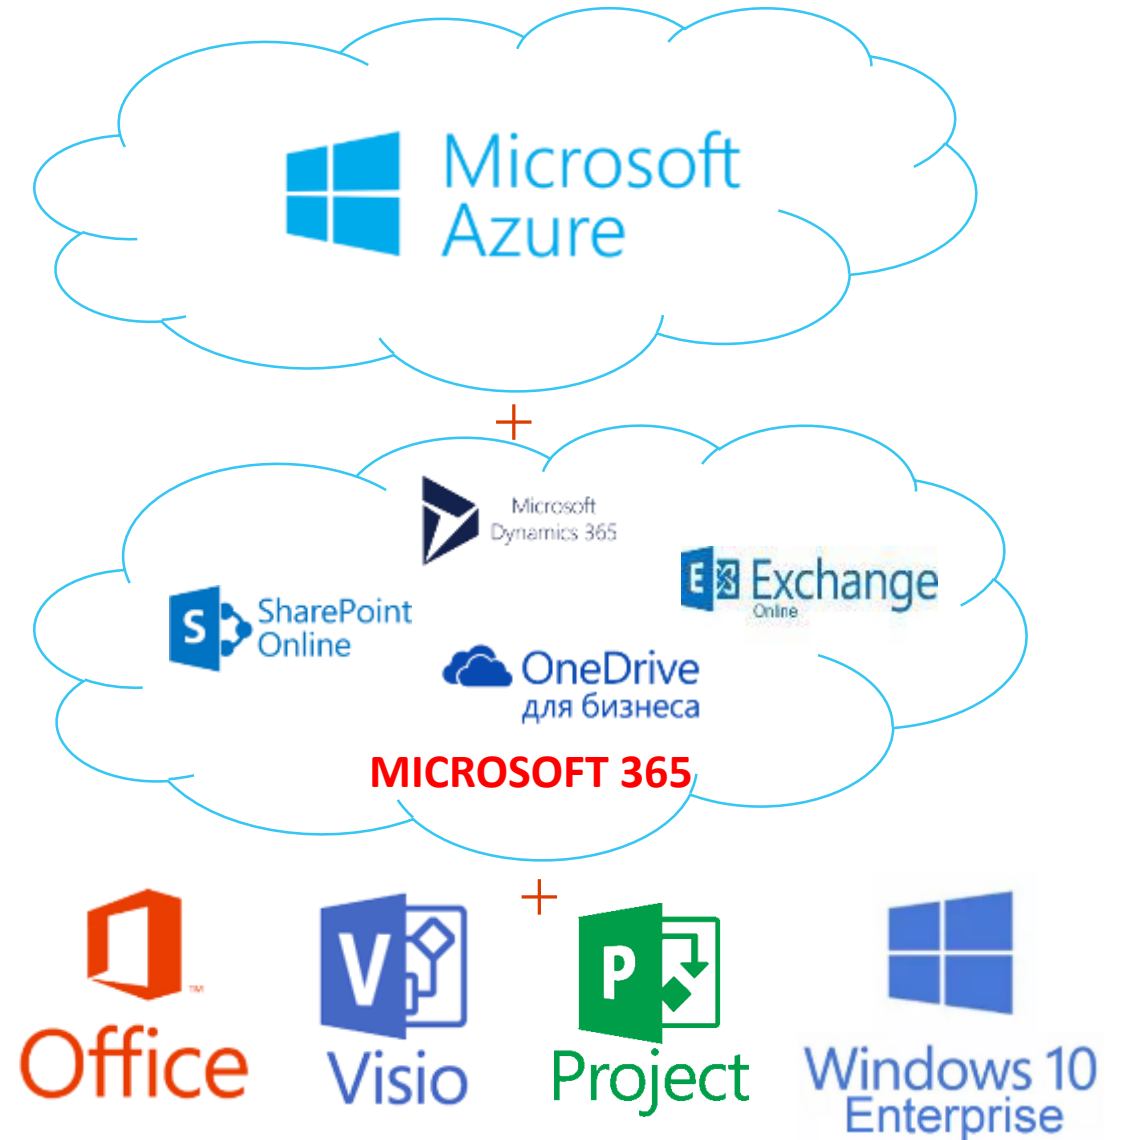 Microsoft
Azure
+
Microsoft
Dynamics 365
E
Exchange
Online
S
SharePoint
Online
OneDrive
для бизнеса
MICROSOFT 365
+
TM
Office
V
Visio
P
Project
Windows 10
Enterprise